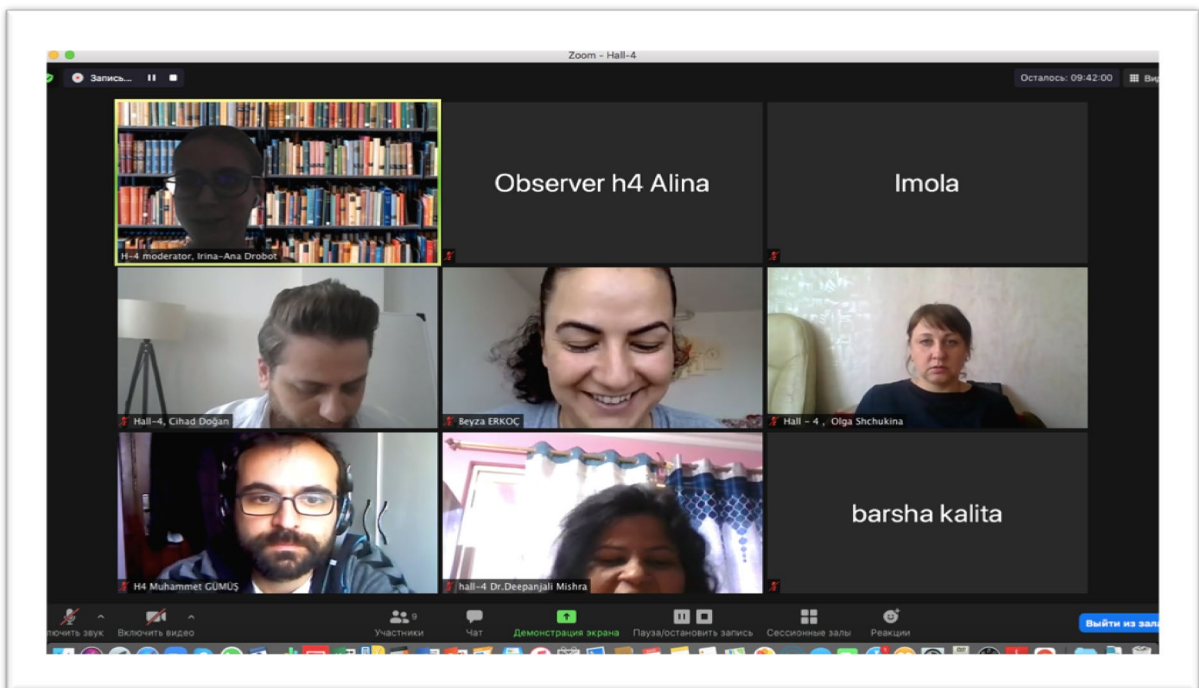 Zoom - Hall-4
Запись...
Осталось: 09:42:00
Observer h4 Alina
Imola
H-4 moderator, Irina-Ana Drobot
Hall-4, Cihad Doğan
Beyza ERKOÇ
Hall - 4 , Olga Shchukina
barsha kalita
H4 Muhammet GÜMÜŞ
hall-4 Dr.Deepanjali Mishra
9
звук
Включить видео
Участники
Чат
Демонстрация экрана
Пауза/остановить запись
Сессионные залы
Реакции
Выйти из